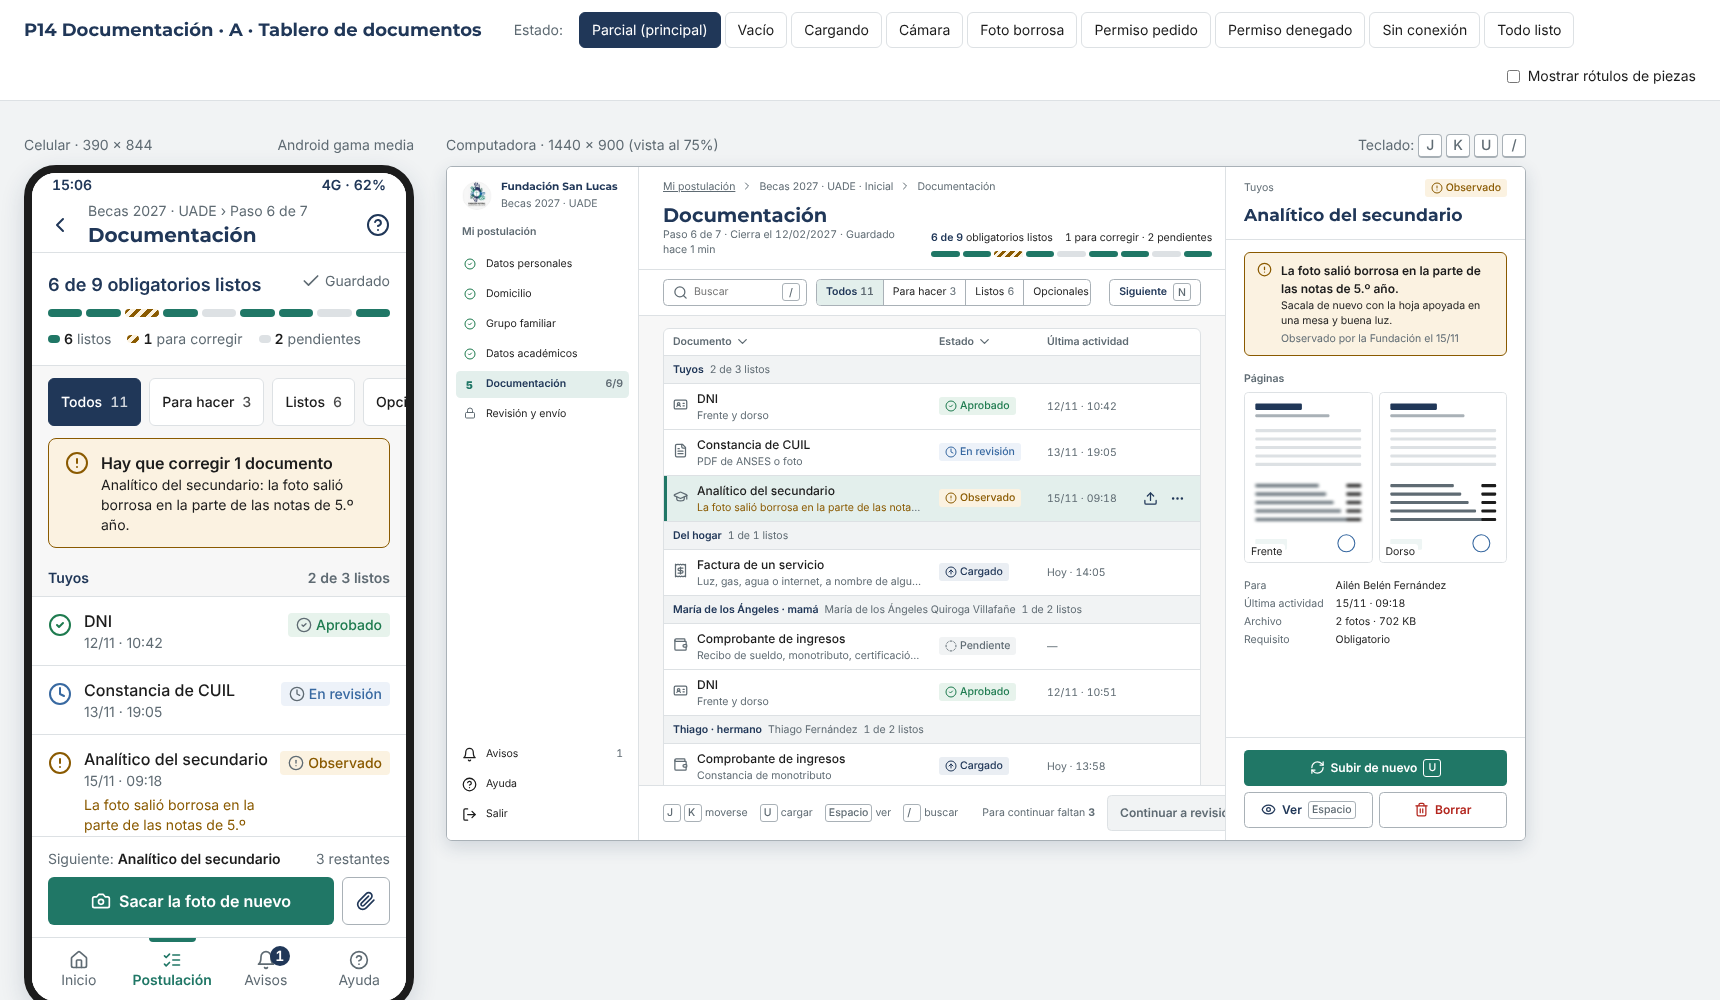 P14 Documentación · A · Tablero de documentos
Estado:
Parcial (principal)
Vacío
Cargando
Cámara
Foto borrosa
Permiso pedido
Permiso denegado
Sin conexión
Todo listo
Mostrar rótulos de piezas
Celular · 390 × 844
Android gama media
15:06
4G · 62%
Becas 2027 · UADE › Paso 6 de 7
Documentación
6 de 9 obligatorios listos
Guardado
6 listos
1 para corregir
2 pendientes
Todos 11
Para hacer 3
Listos 6
Opci
Hay que corregir 1 documento
Analítico del secundario: la foto salió
borrosa en la parte de las notas de 5.º
año.
Tuyos
2 de 3 listos
DNI
12/11 · 10:42
Aprobado
Constancia de CUIL
13/11 · 19:05
En revisión
Analítico del secundario
15/11 · 09:18
Observado
La foto salió borrosa en la
parte de las notas de 5.º
Siguiente: Analítico del secundario
3 restantes
Sacar la foto de nuevo
Inicio
Postulación
1
Avisos
Ayuda
Computadora · 1440 × 900 (vista al 75%)
Teclado: J K U /
Fundación San Lucas
Becas 2027 · UADE
Mi postulación
Datos personales
Domicilio
Grupo familiar
Datos académicos
5 Documentación 6/9
Revisión y envío
Avisos 1
Ayuda
Salir
Mi postulación > Becas 2027 · UADE · Inicial > Documentación
Documentación
Paso 6 de 7 · Cierra el 12/02/2027 · Guardado
hace 1 min
6 de 9 obligatorios listos
1 para corregir · 2 pendientes
Buscar /
Todos 11
Para hacer 3
Listos 6
Opcionales
Siguiente N
Documento
Estado
Última actividad
Tuyos 2 de 3 listos
DNI
Frente y dorso
Aprobado
12/11 · 10:42
Constancia de CUIL
PDF de ANSES o foto
En revisión
13/11 · 19:05
Analítico del secundario
La foto salió borrosa en la parte de las nota...
Observado
15/11 · 09:18
Del hogar 1 de 1 listos
Factura de un servicio
Luz, gas, agua o internet, a nombre de algu...
Cargado
Hoy · 14:05
María de los Ángeles · mamá María de los Ángeles Quiroga Villafañe 1 de 2 listos
Comprobante de ingresos
Recibo de sueldo, monotributo, certificació...
Pendiente
—
DNI
Frente y dorso
Aprobado
12/11 · 10:51
Thiago · hermano Thiago Fernández 1 de 2 listos
Comprobante de ingresos
Constancia de monotributo
Cargado
Hoy · 13:58
J K moverse
U cargar
Espacio ver
/ buscar
Para continuar faltan 3
Continuar a revisió
Tuyos
Observado
Analítico del secundario
La foto salió borrosa en la parte de
las notas de 5.º año.
Sacala de nuevo con la hoja apoyada en
una mesa y buena luz.
Observado por la Fundación el 15/11
Páginas
Frente
Dorso
Para Ailén Belén Fernández
Última actividad 15/11 · 09:18
Archivo 2 fotos · 702 KB
Requisito Obligatorio
Subir de nuevo U
Ver Espacio
Borrar